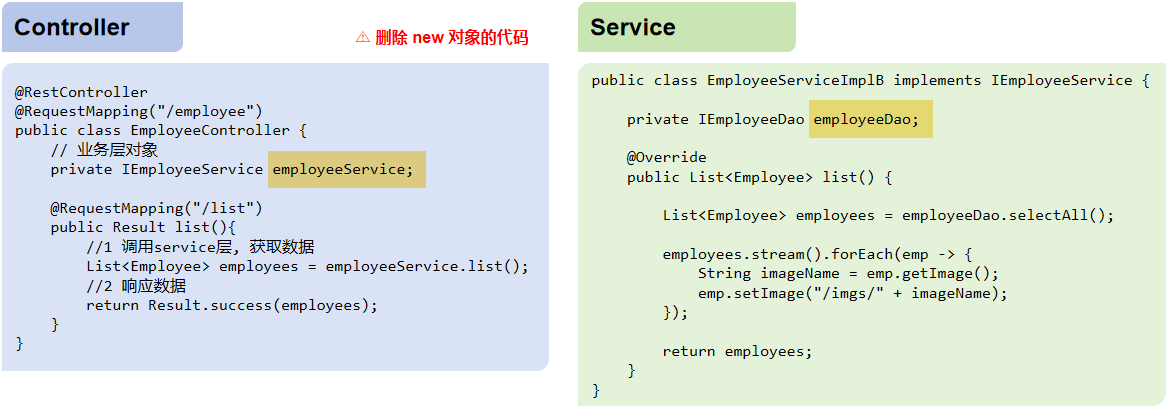 Controller
⚠ 删除 new 对象的代码
@RestController
@RequestMapping("/employee")
public class EmployeeController {
    // 业务层对象
    private IEmployeeService employeeService;
    @RequestMapping("/list")
    public Result list(){
        //1 调用service层, 获取数据
        List<Employee> employees = employeeService.list();
        //2 响应数据
        return Result.success(employees);
    }
}
Service
public class EmployeeServiceImplB implements IEmployeeService {
    private IEmployeeDao employeeDao;
    @Override
    public List<Employee> list() {
        List<Employee> employees = employeeDao.selectAll();
        employees.stream().forEach(emp -> {
            String imageName = emp.getImage();
            emp.setImage("/imgs/" + imageName);
        });
        return employees;
    }
}